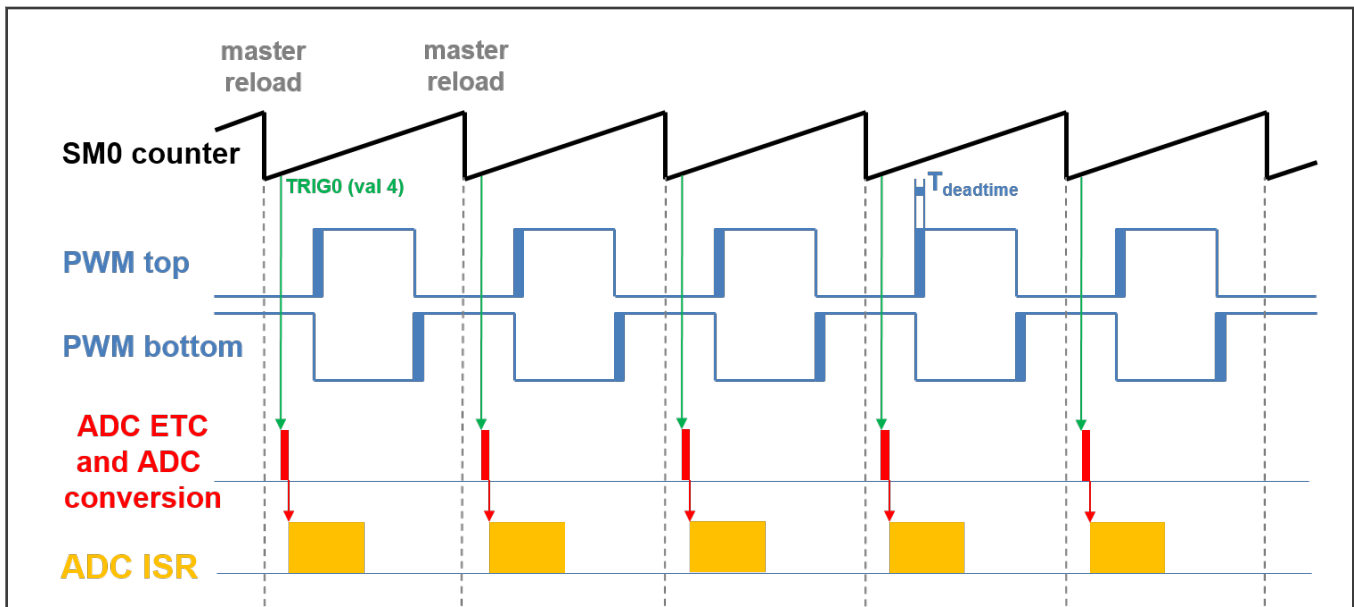 master
reload
master
reload
SM0 counter
TRIG0 (val 4)
Tdeadtime
PWM top
PWM bottom
ADC ETC
and ADC
conversion
ADC ISR